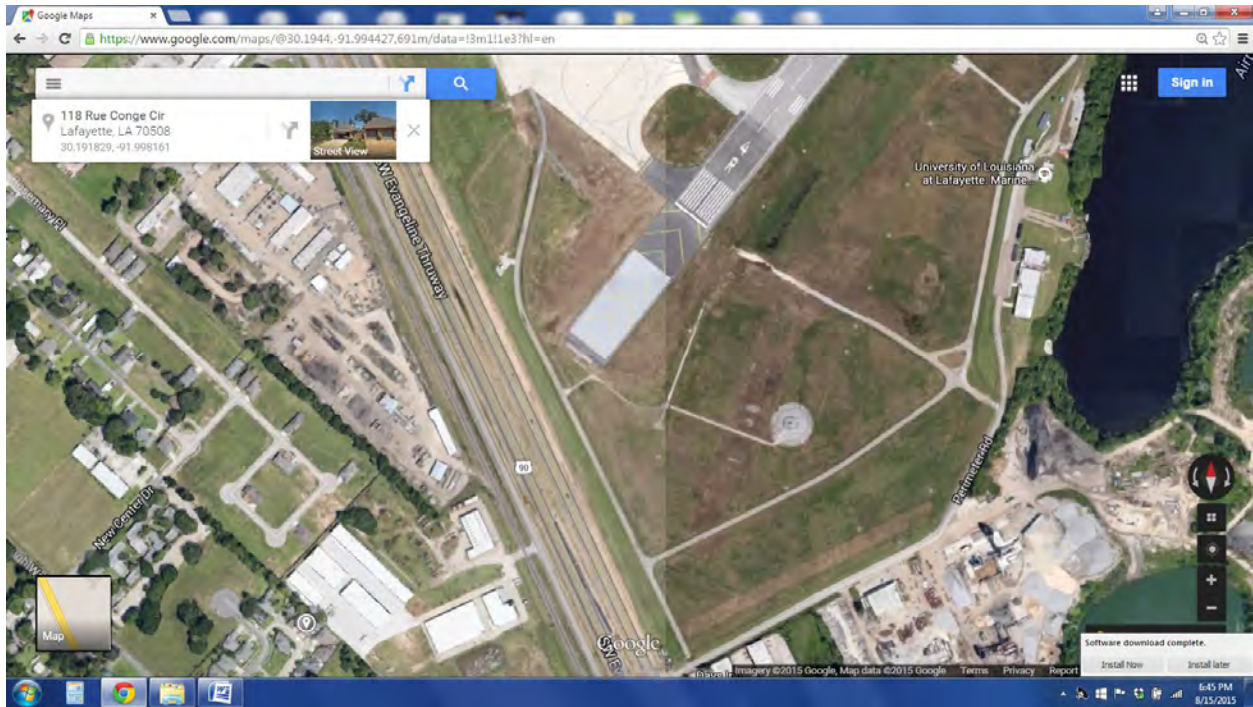 Google Maps
https://www.google.com/maps/@30.1944,-91.994427,691m/data=!3m1!1e3?hl=en
118 Rue Conge Cir
Lafayette, LA 70508
30.191829,-91.998161
Street View
Sign in
University of Louisiana
at Lafayette. Marine...
W Evangeline Thruway
4
90
New Center Dr
Perimeter Rd
Map
Google
Imagery ©2015 Google, Map data ©2015 Google
Terms
Privacy
Report
Software download complete.
Install Now
Install later
6:45 PM
8/15/2015